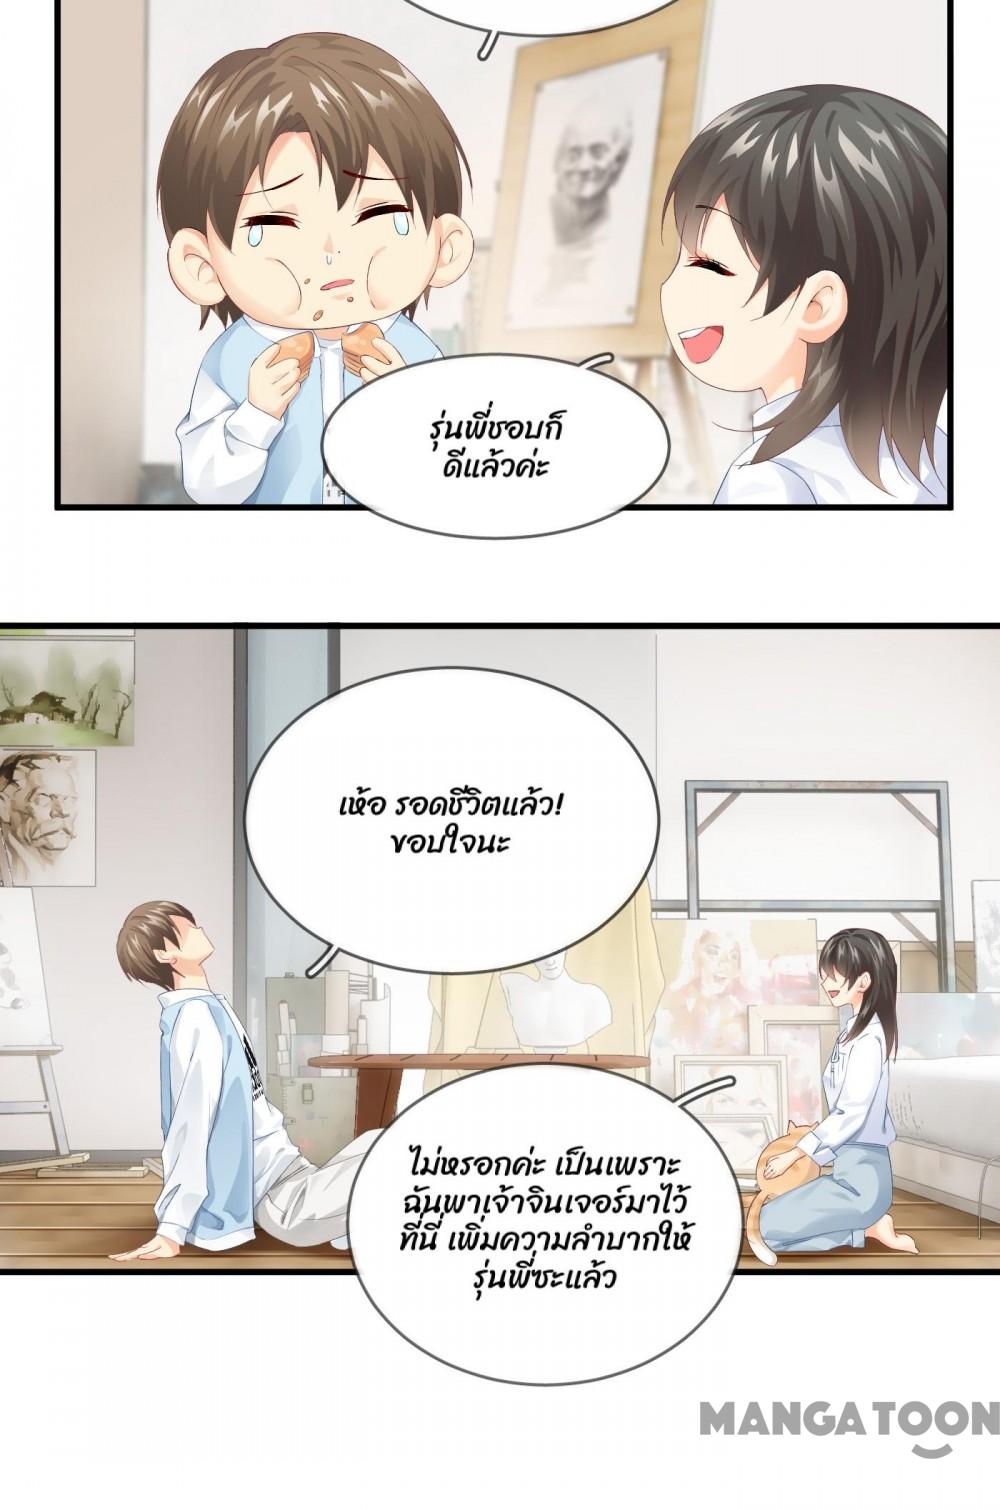 รุ่นพี่ชอบก็
ดีแล้วค่ะ
เห้อ รอดชีวิตแล้ว!
ขอบใจนะ
ไม่หรอกค่ะ เป็นเพราะ
ฉันพาเจ้าจินเจอร์มาไว้
ที่นี่ เพิ่มความลำบากให้
รุ่นพี่ซะแล้ว
MANGATOON